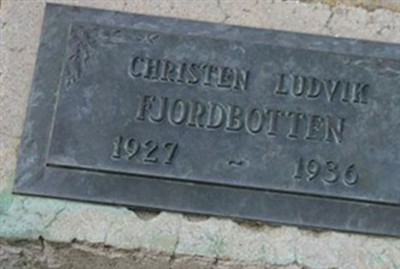 CHRISTEN LUDVIK
FJORDBOTTEN
1927 ~ 1936